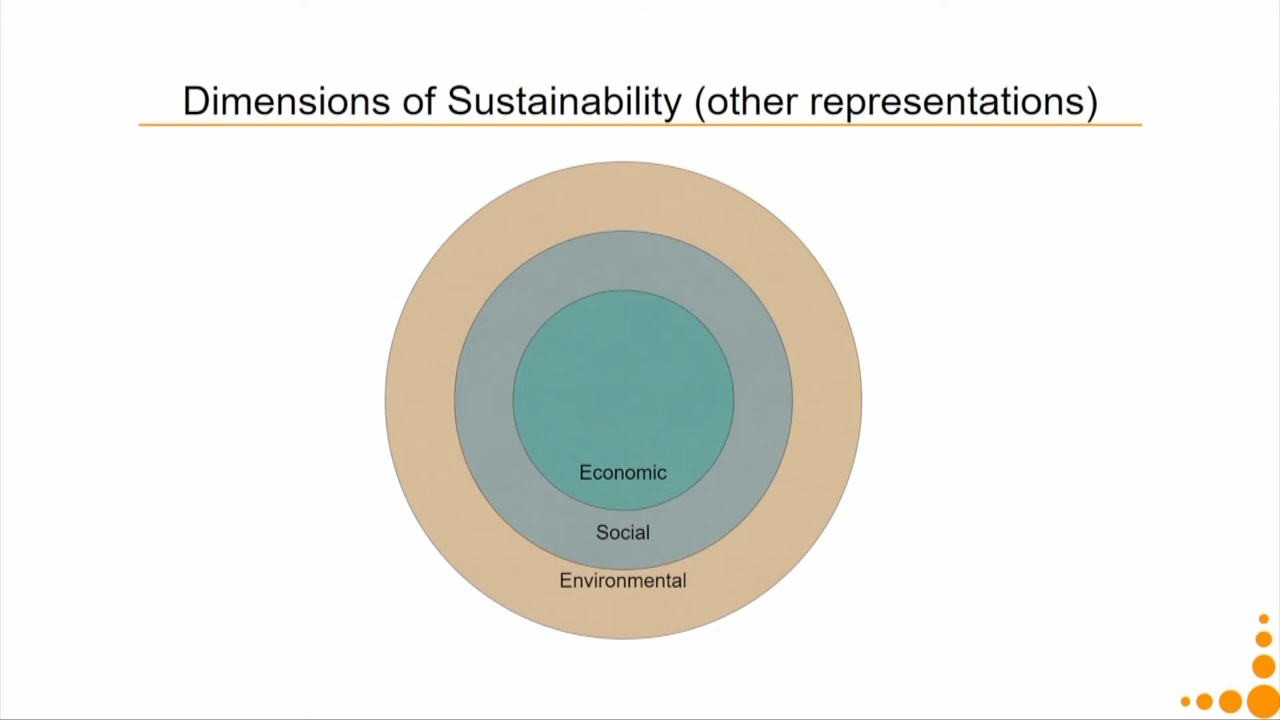 Dimensions of Sustainability (other representations)
Economic
Social
Environmental